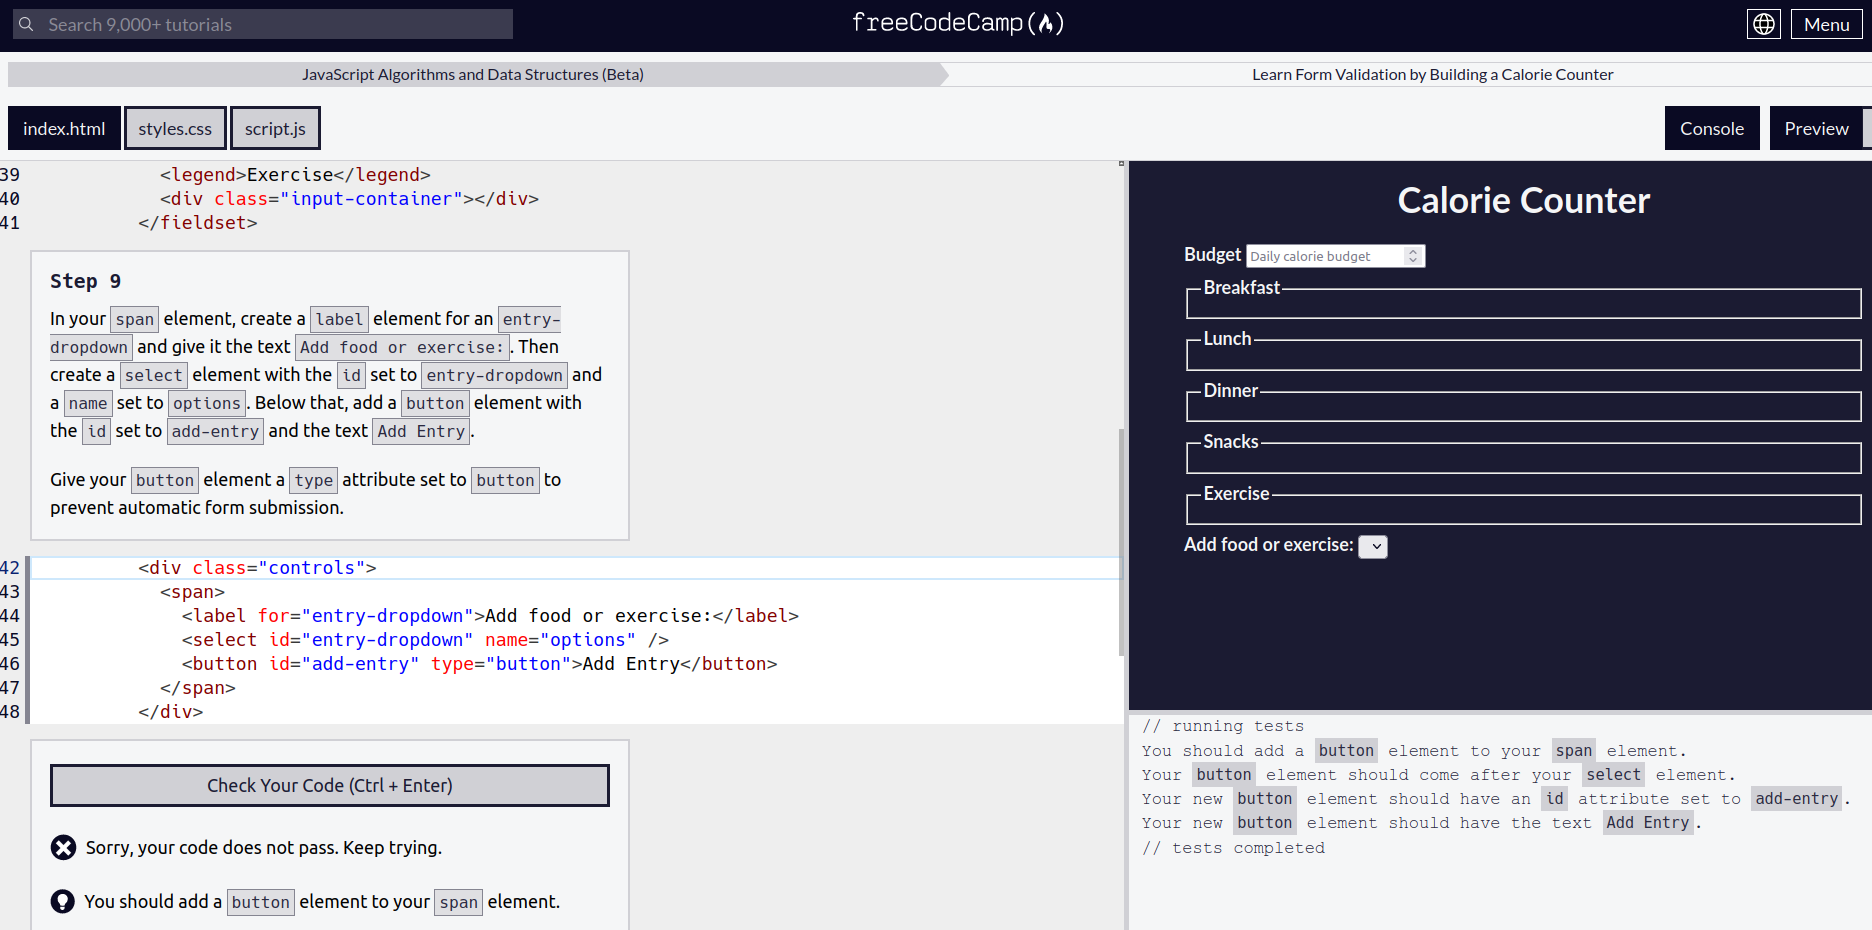 Search 9,000+ tutorials
freeCodeCamp(🔥)
Menu
JavaScript Algorithms and Data Structures (Beta)
Learn Form Validation by Building a Calorie Counter
index.html
styles.css
script.js
Console
Preview
39 <legend>Exercise</legend>
40 <div class="input-container"></div>
41 </fieldset>
Step 9
In your span element, create a label element for an entry-
dropdown and give it the text Add food or exercise:. Then
create a select element with the id set to entry-dropdown and
a name set to options. Below that, add a button element with
the id set to add-entry and the text Add Entry.
Give your button element a type attribute set to button to
prevent automatic form submission.
42 <div class="controls">
43 <span>
44 <label for="entry-dropdown">Add food or exercise:</label>
45 <select id="entry-dropdown" name="options" />
46 <button id="add-entry" type="button">Add Entry</button>
47 </span>
48 </div>
Check Your Code (Ctrl + Enter)
Sorry, your code does not pass. Keep trying.
You should add a button element to your span element.
Calorie Counter
Budget Daily calorie budget
Breakfast
Lunch
Dinner
Snacks
Exercise
Add food or exercise:
// running tests
You should add a button element to your span element.
Your button element should come after your select element.
Your new button element should have an id attribute set to add-entry.
Your new button element should have the text Add Entry.
// tests completed